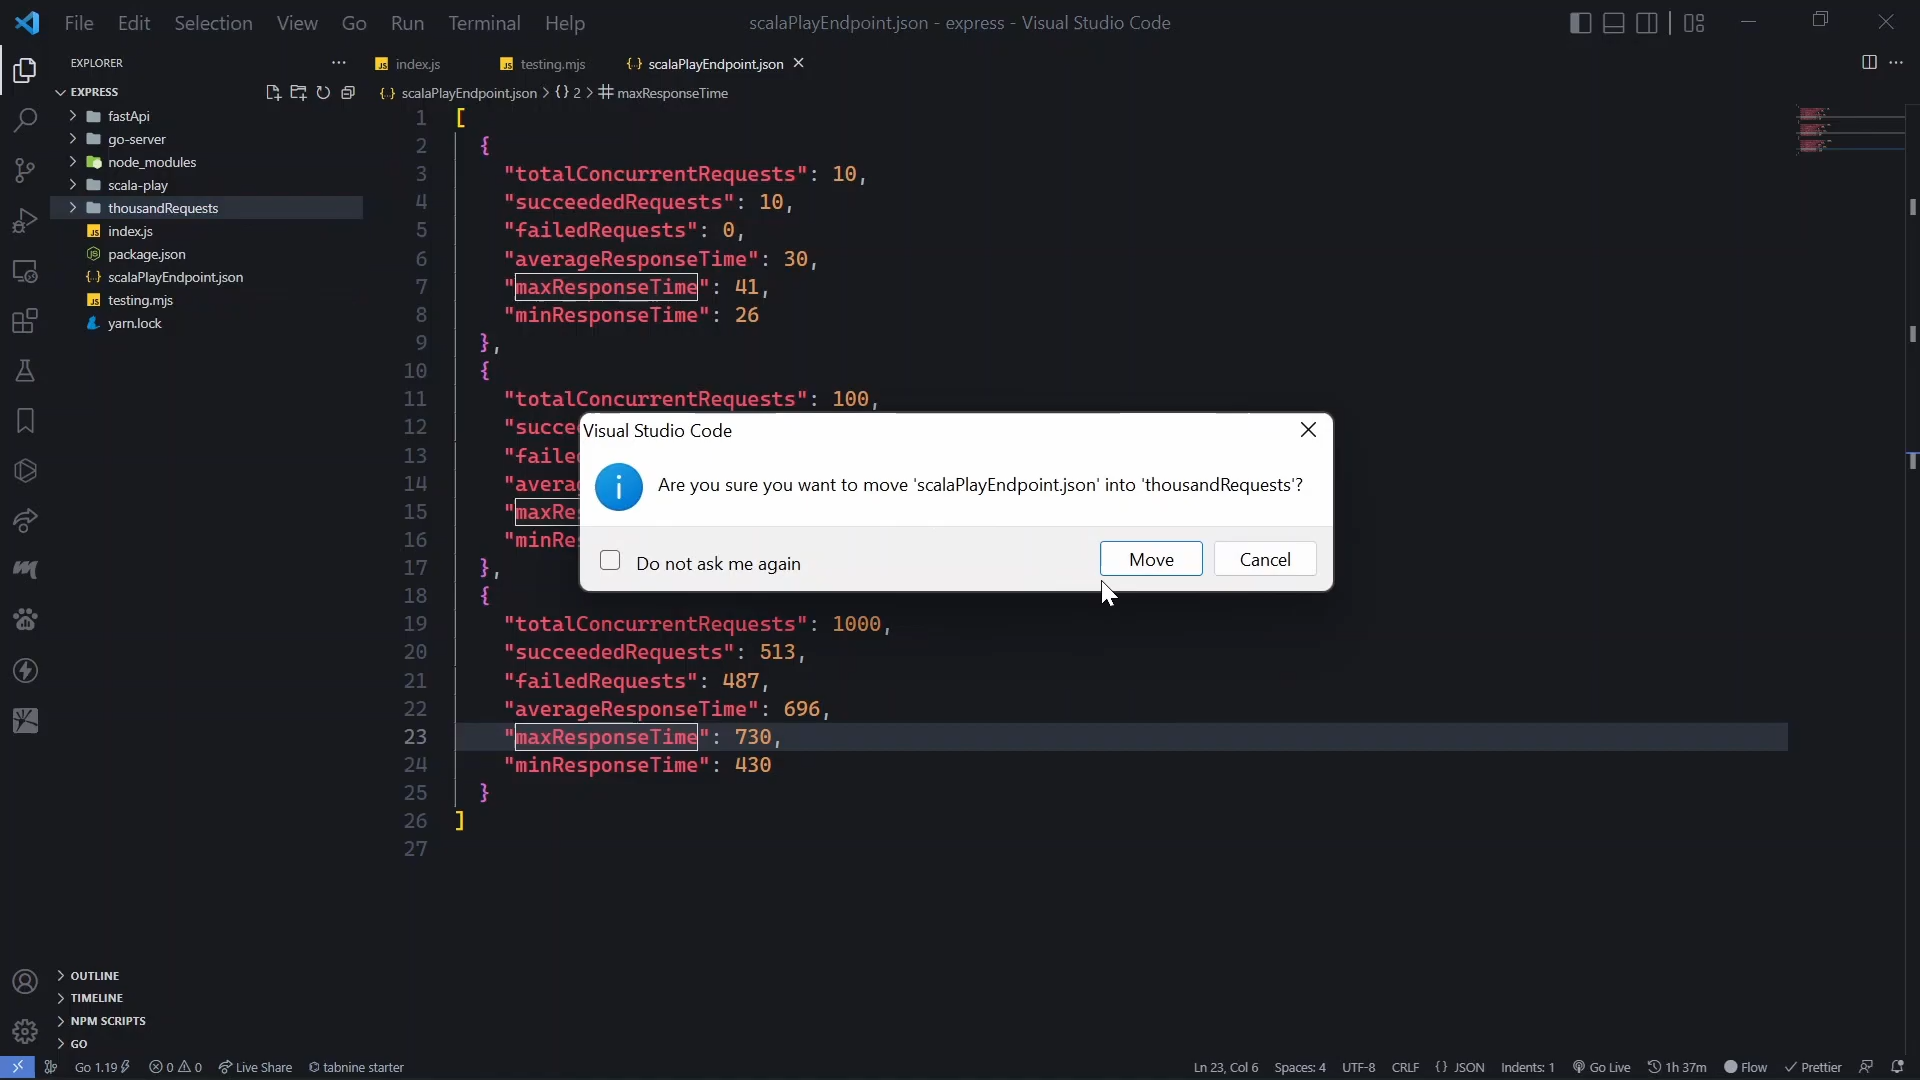 File Edit Selection View Go Run Terminal Help
scalaPlayEndpoint.json - express - Visual Studio Code
EXPLORER
EXPRESS
fastApi
go-server
node_modules
scala-play
thousandRequests
index.js
package.json
scalaPlayEndpoint.json
testing.mjs
yarn.lock
OUTLINE
TIMELINE
NPM SCRIPTS
GO
index.js testing.mjs {··} scalaPlayEndpoint.json
{··} scalaPlayEndpoint.json > {} 2 > # maxResponseTime
1 [
2 {
3 "totalConcurrentRequests": 10,
4 "succeededRequests": 10,
5 "failedRequests": 0,
6 "averageResponseTime": 30,
7 "maxResponseTime": 41,
8 "minResponseTime": 26
9 },
10 {
11 "totalConcurrentRequests": 100,
12 "succe
13 "faile
14 "avera
15 "maxRes
16 "minRe
17 },
18 {
19 "totalConcurrentRequests": 1000,
20 "succeededRequests": 513,
21 "failedRequests": 487,
22 "averageResponseTime": 696,
23 "maxResponseTime": 730,
24 "minResponseTime": 430
25 }
26 ]
27
Visual Studio Code
Are you sure you want to move 'scalaPlayEndpoint.json' into 'thousandRequests'?
Do not ask me again
Move Cancel
Go 1.19 0 0 Live Share tabnine starter
Ln 23, Col 6 Spaces: 4 UTF-8 CRLF {} JSON Indents: 1 Go Live 1h 37m Flow Prettier